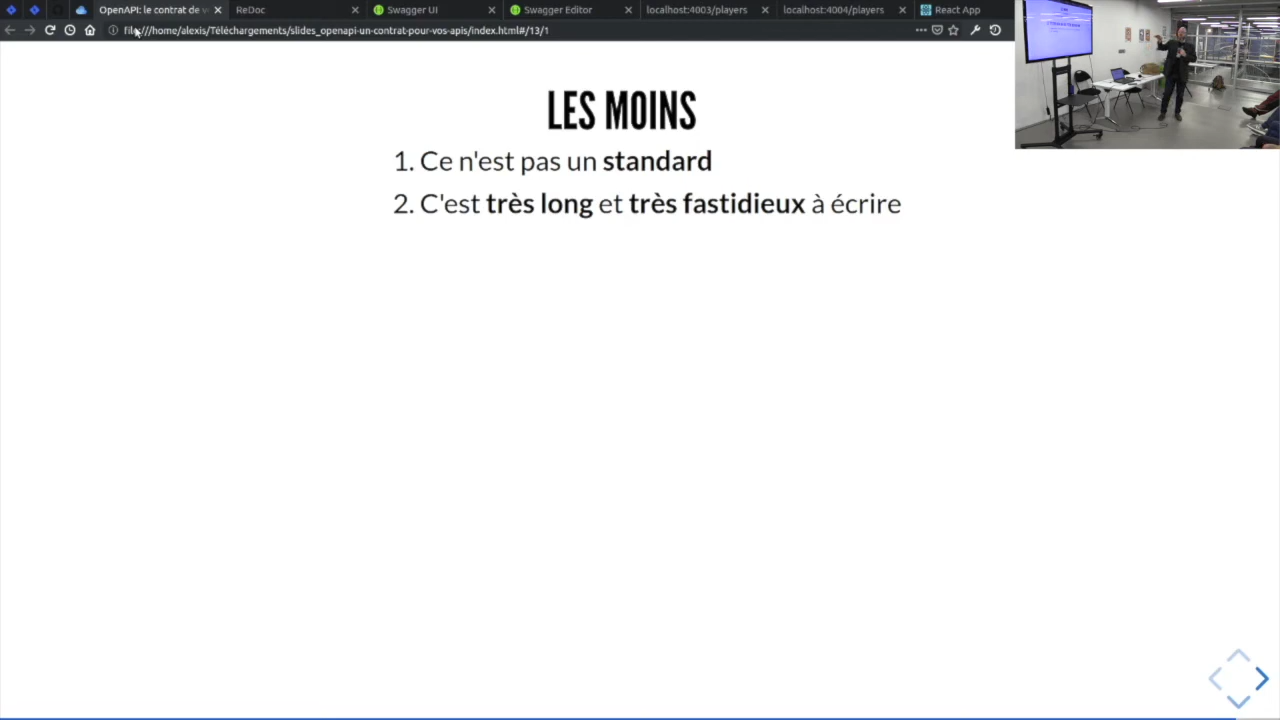 OpenAPI: le contrat de v
ReDoc
Swagger UI
Swagger Editor
localhost:4003/players
localhost:4004/players
React App
file:///home/alexis/Téléchargements/slides_openapi-un-contrat-pour-vos-apis/index.html#/13/1
LES MOINS
1. Ce n'est pas un standard
2. C'est très long et très fastidieux à écrire